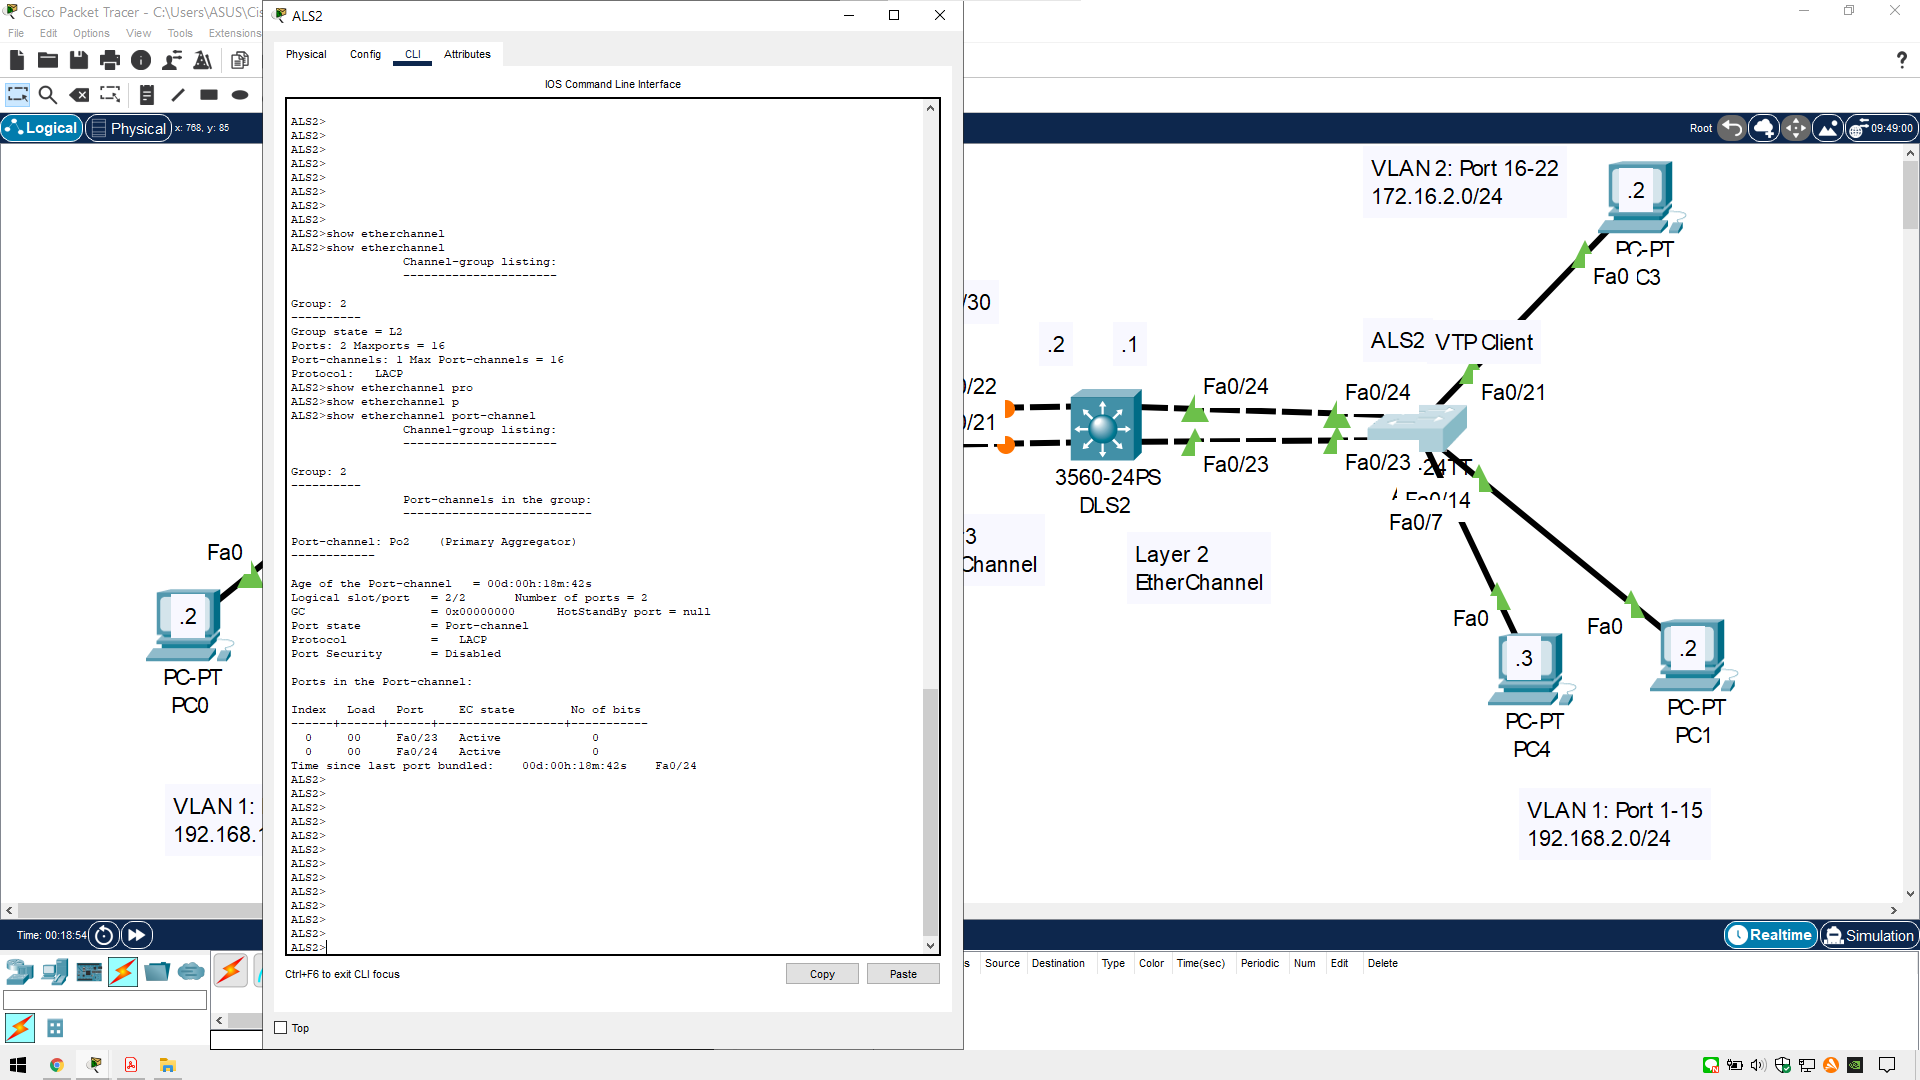 Cisco Packet Tracer - C:\Users\ASUS\Cis
File Edit Options View Tools Extensions
Logical Physical x: 768, y: 85
Root 09:49:00
ALS2
Physical Config CLI Attributes
IOS Command Line Interface
ALS2>
ALS2>
ALS2>
ALS2>
ALS2>
ALS2>
ALS2>
ALS2>
ALS2>show etherchannel
ALS2>show etherchannel
Channel-group listing:
----------------------
Group: 2
----------
Group state = L2
Ports: 2 Maxports = 16
Port-channels: 1 Max Port-channels = 16
Protocol: LACP
ALS2>show etherchannel pro
ALS2>show etherchannel p
ALS2>show etherchannel port-channel
Channel-group listing:
----------------------
Group: 2
----------
Port-channels in the group:
---------------------------
Port-channel: Po2 (Primary Aggregator)
------------
Age of the Port-channel = 00d:00h:18m:42s
Logical slot/port = 2/2 Number of ports = 2
GC = 0x00000000 HotStandBy port = null
Port state = Port-channel
Protocol = LACP
Port Security = Disabled
Ports in the Port-channel:
Index Load Port EC state No of bits
------+------+------+------------------+-----------
0 00 Fa0/23 Active 0
0 00 Fa0/24 Active 0
Time since last port bundled: 00d:00h:18m:42s Fa0/24
ALS2>
ALS2>
ALS2>
ALS2>
ALS2>
ALS2>
ALS2>
ALS2>
ALS2>
ALS2>
ALS2>
ALS2>
ALS2>
Ctrl+F6 to exit CLI focus
Copy Paste
Top
Fa0
.2
PC-PT
PC0
VLAN 1:
192.168.1
VLAN 2: Port 16-22
172.16.2.0/24
.2
PC-PT
Fa0 C3
/30
.2 .1
ALS2 VTP Client
0/22
0/21
Fa0/24
Fa0/24
Fa0/21
Fa0/23
Fa0/23
3560-24PS
DLS2
-24TT
Fa0/14
Fa0/7
3
Channel
Layer 2
EtherChannel
Fa0
Fa0
.3
.2
PC-PT
PC4
PC-PT
PC1
VLAN 1: Port 1-15
192.168.2.0/24
Time: 00:18:54
Realtime Simulation
s Source Destination Type Color Time(sec) Periodic Num Edit Delete